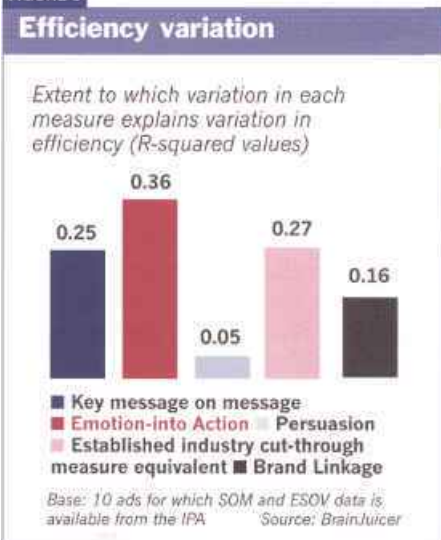 Efficiency variation
Extent to which variation in each
measure explains variation in
efficiency (R-squared values)
0.25
0.36
0.05
0.27
0.16
Key message on message
Emotion-into Action Persuasion
Established industry cut-through
measure equivalent Brand Linkage
Base: 10 ads for which SOM and ESOV data is
available from the IPA Source: BrainJuicer